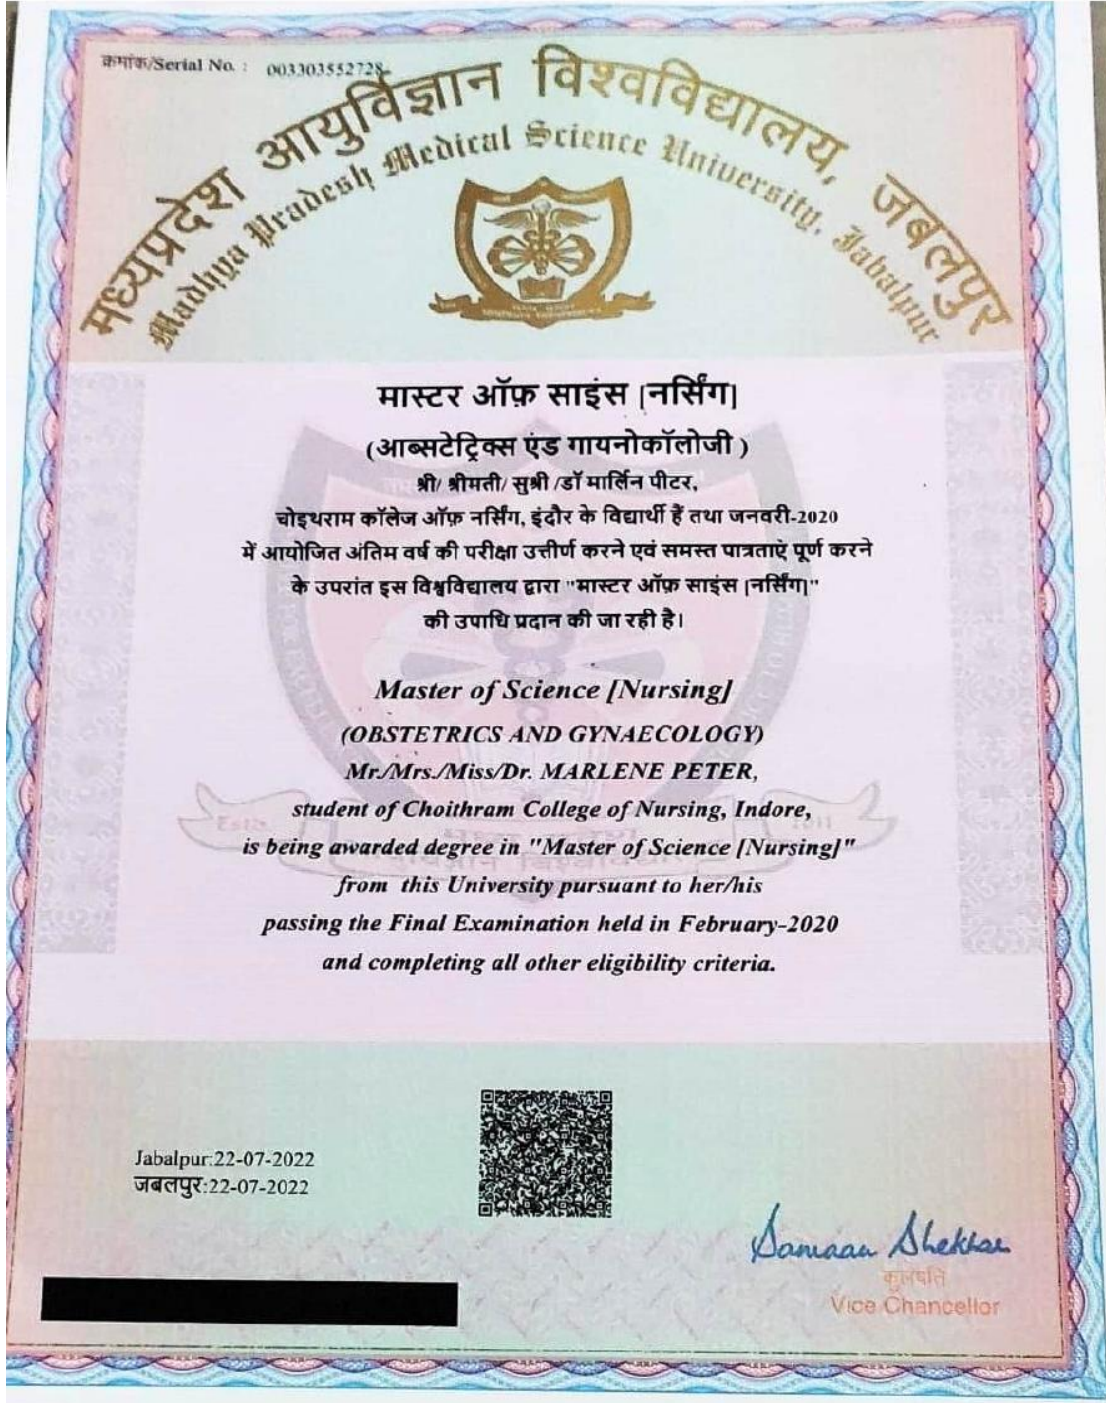 क्रमांक/Serial No. : 003303552728
मध्यप्रदेश आयुर्विज्ञान विश्वविद्यालय, जबलपुर
Madhya Pradesh Medical Science University, Jabalpur
मास्टर ऑफ़ साइंस [नर्सिंग]
(आब्सटेट्रिक्स एंड गायनोकॉलोजी )
श्री/ श्रीमती/ सुश्री /डॉ मार्लिन पीटर,
चोइथराम कॉलेज ऑफ़ नर्सिंग, इंदौर के विद्यार्थी हैं तथा जनवरी-2020
में आयोजित अंतिम वर्ष की परीक्षा उत्तीर्ण करने एवं समस्त पात्रताएं पूर्ण करने
के उपरांत इस विश्वविद्यालय द्वारा "मास्टर ऑफ़ साइंस [नर्सिंग]"
की उपाधि प्रदान की जा रही है।
Master of Science [Nursing]
(OBSTETRICS AND GYNAECOLOGY)
Mr./Mrs./Miss/Dr. MARLENE PETER,
student of Choithram College of Nursing, Indore,
is being awarded degree in "Master of Science [Nursing]"
from this University pursuant to her/his
passing the Final Examination held in February-2020
and completing all other eligibility criteria.
Jabalpur:22-07-2022
जबलपुर:22-07-2022
कुलपति
Vice Chancellor